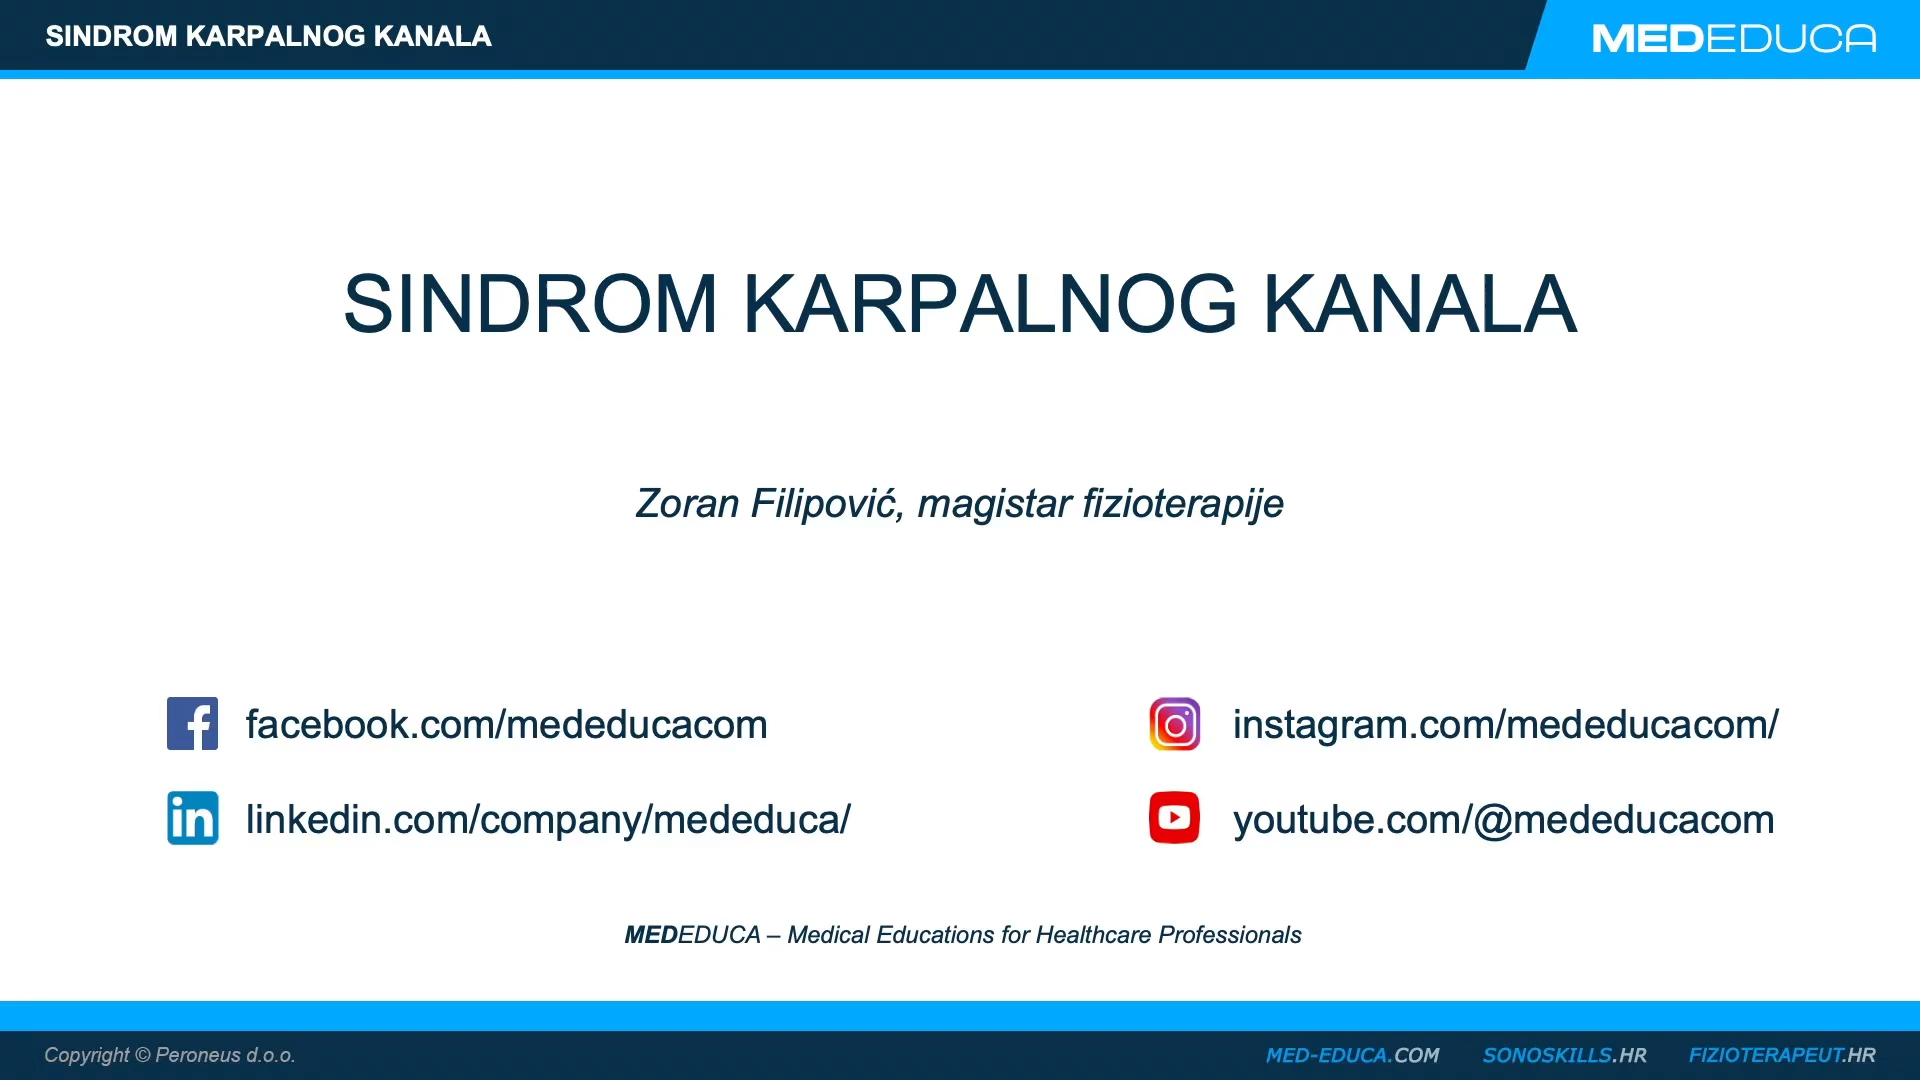 SINDROM KARPALNOG KANALA
MEDEDUCA
SINDROM KARPALNOG KANALA
Zoran Filipović, magistar fizioterapije
facebook.com/mededucacom
instagram.com/mededucacom/
linkedin.com/company/mededuca/
youtube.com/@mededucacom
MEDEDUCA – Medical Educations for Healthcare Professionals
Copyright © Peroneus d.o.o.
MED-EDUCA.COM
SONOSKILLS.HR
FIZIOTERAPEUT.HR